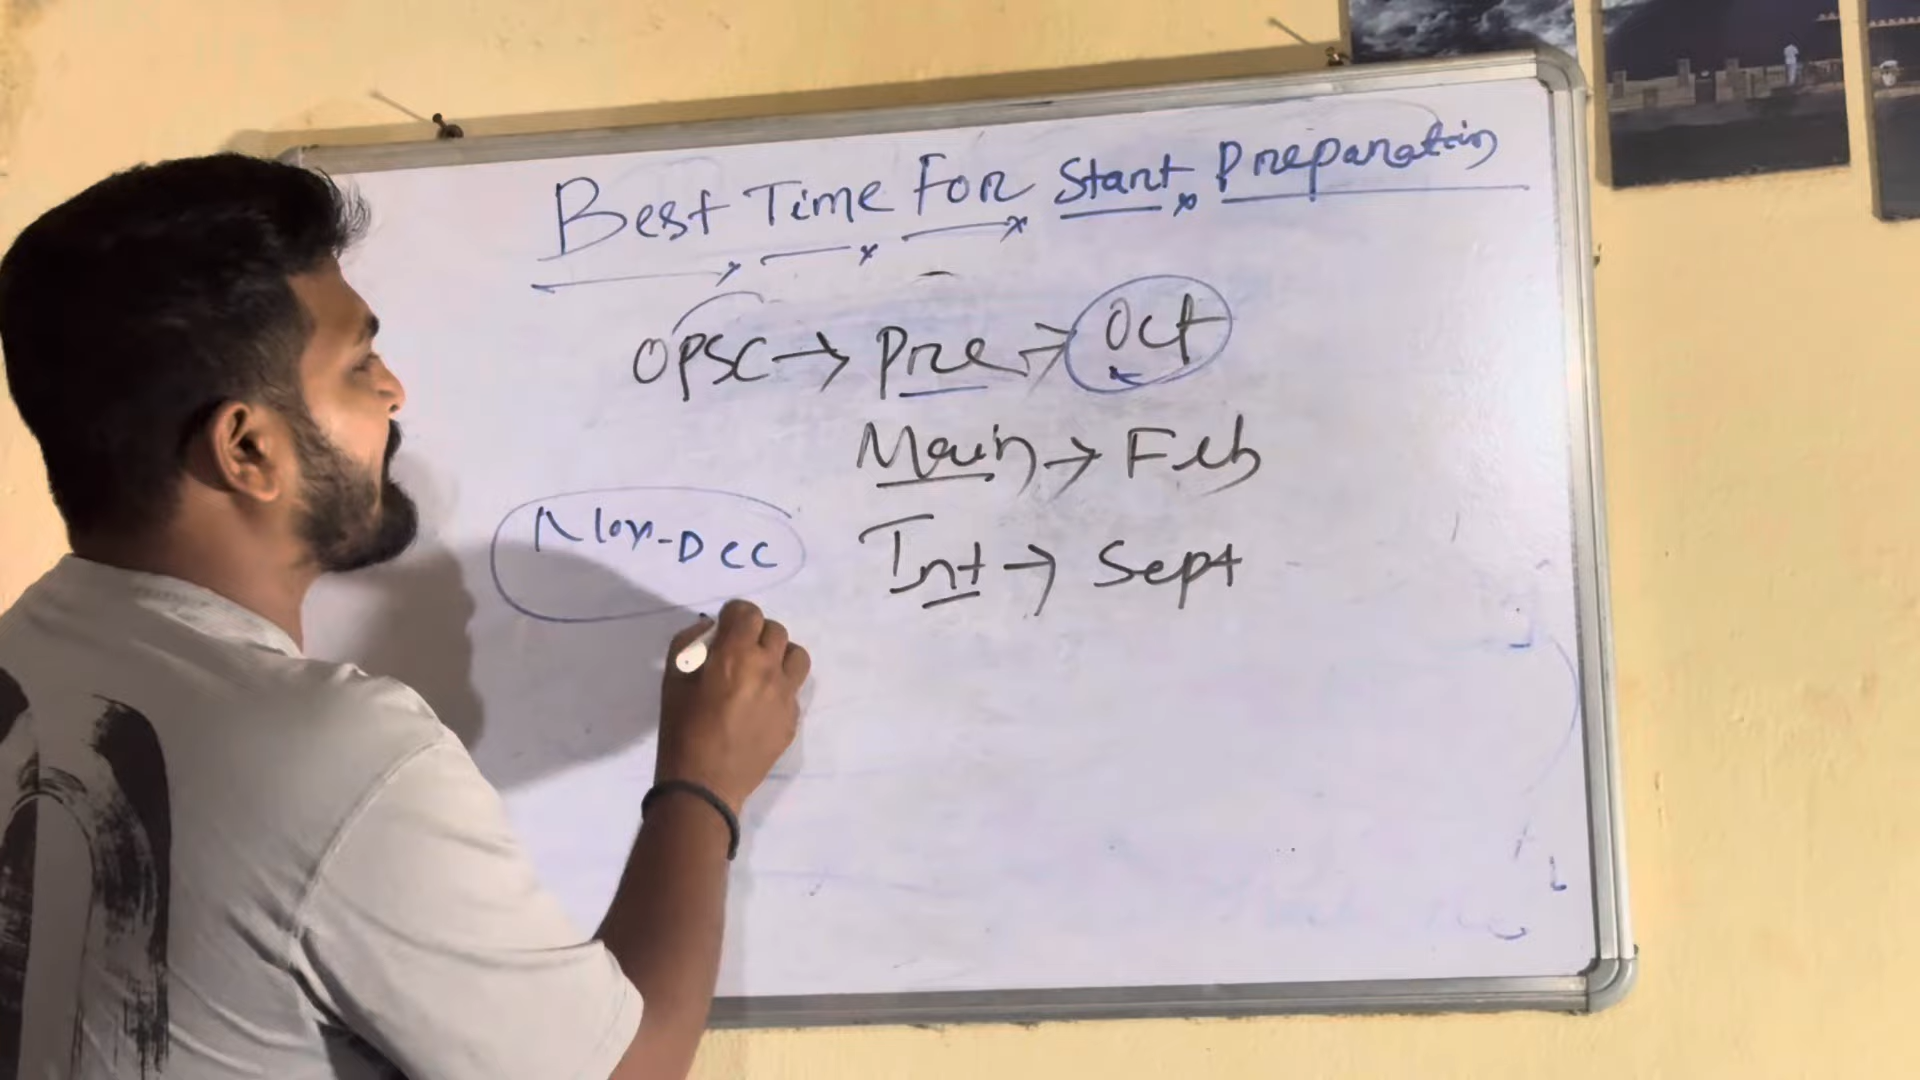 Best Time For Start Preparation
OPSC → Pre → Oct
Main → Feb
Nov-Dec
Int → Sept